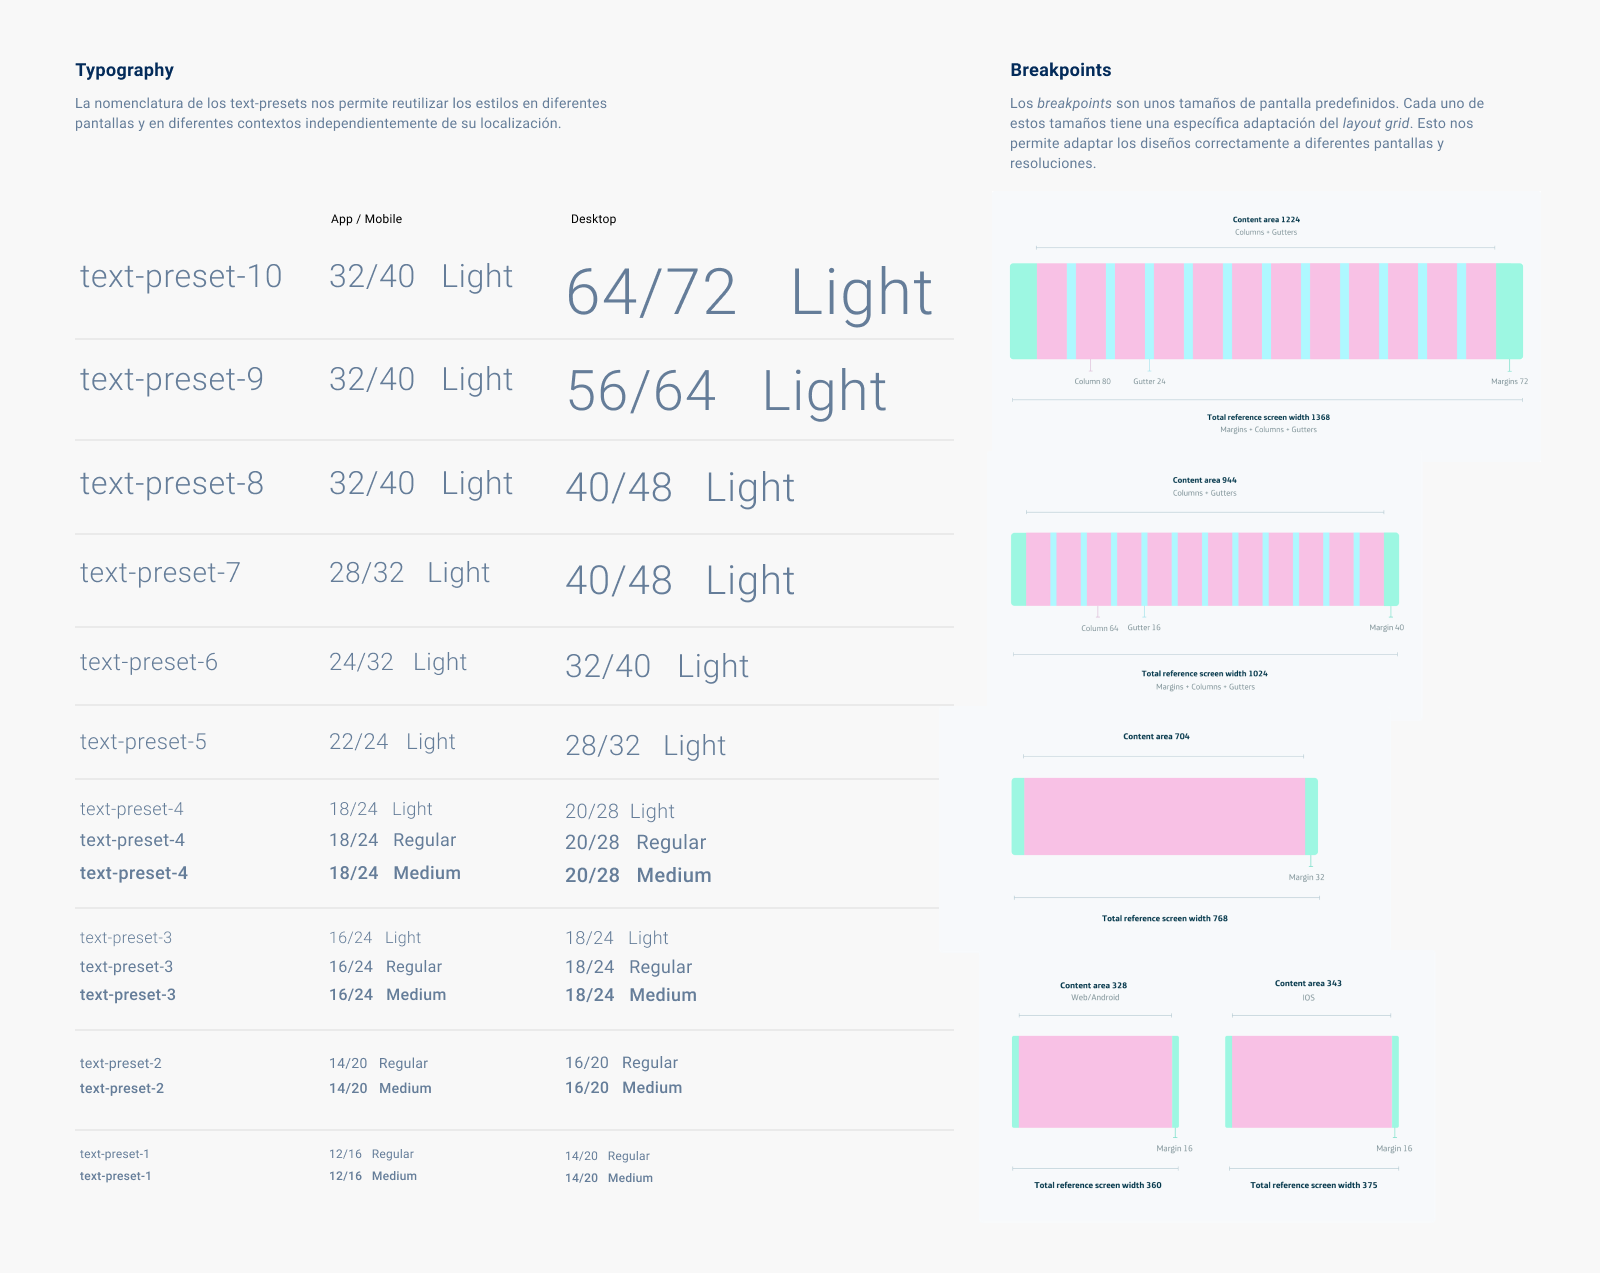 Typography
La nomenclatura de los text-presets nos permite reutilizar los estilos en diferentes
pantallas y en diferentes contextos independientemente de su localización.
App / Mobile Desktop
text-preset-10 32/40 Light 64/72 Light
text-preset-9 32/40 Light 56/64 Light
text-preset-8 32/40 Light 40/48 Light
text-preset-7 28/32 Light 40/48 Light
text-preset-6 24/32 Light 32/40 Light
text-preset-5 22/24 Light 28/32 Light
text-preset-4 18/24 Light 20/28 Light
text-preset-4 18/24 Regular 20/28 Regular
text-preset-4 18/24 Medium 20/28 Medium
text-preset-3 16/24 Light 18/24 Light
text-preset-3 16/24 Regular 18/24 Regular
text-preset-3 16/24 Medium 18/24 Medium
text-preset-2 14/20 Regular 16/20 Regular
text-preset-2 14/20 Medium 16/20 Medium
text-preset-1 12/16 Regular 14/20 Regular
text-preset-1 12/16 Medium 14/20 Medium
Breakpoints
Los breakpoints son unos tamaños de pantalla predefinidos. Cada uno de
estos tamaños tiene una específica adaptación del layout grid. Esto nos
permite adaptar los diseños correctamente a diferentes pantallas y
resoluciones.
Content area 1224
Columns + Gutters
Column 80 Gutter 24 Margins 72
Total reference screen width 1368
Margins + Columns + Gutters
Content area 944
Columns + Gutters
Column 64 Gutter 16 Margin 40
Total reference screen width 1024
Margins + Columns + Gutters
Content area 704
Margin 32
Total reference screen width 768
Content area 328
Web/Android
Margin 16
Total reference screen width 360
Content area 343
IOS
Margin 16
Total reference screen width 375